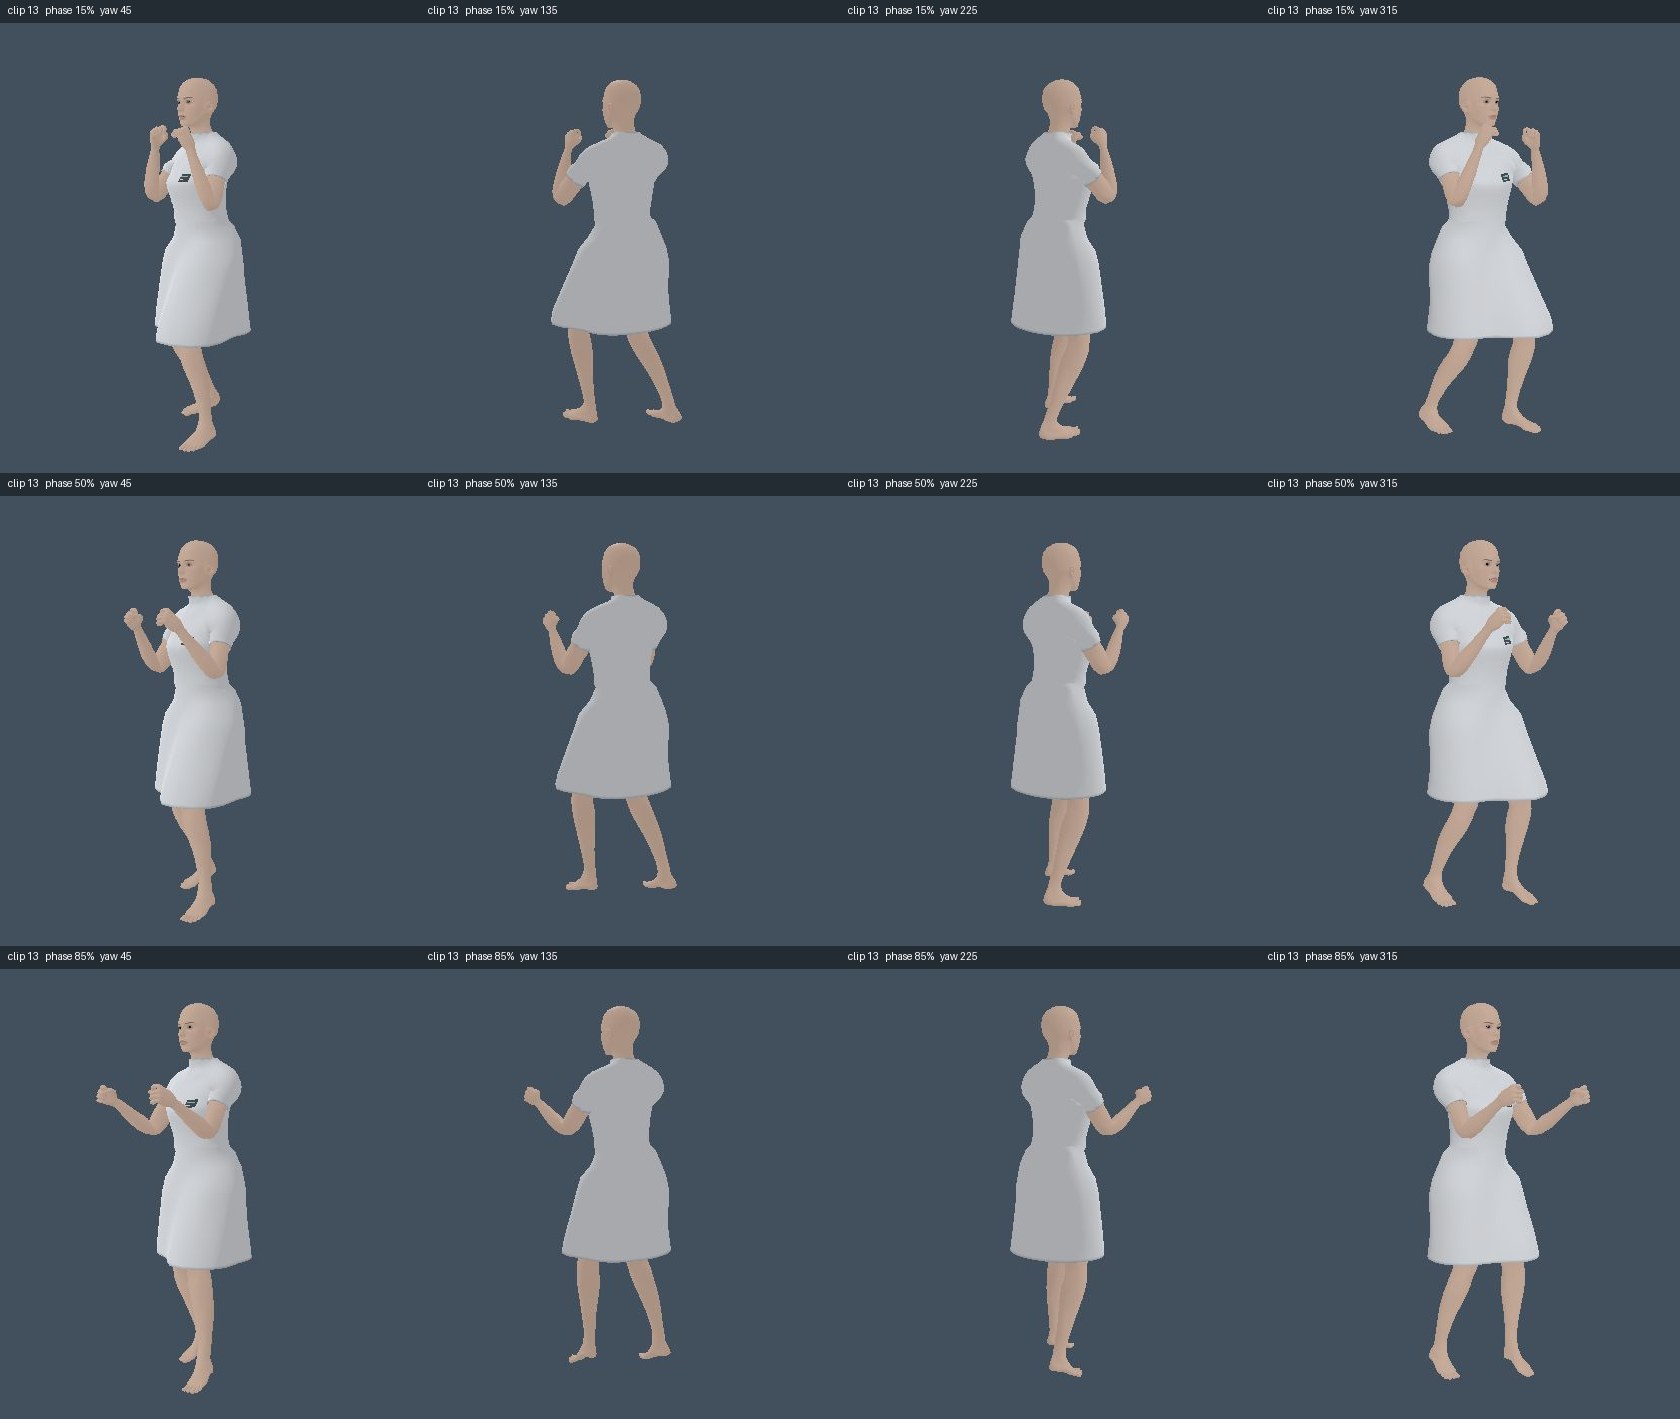 clip 13 phase 15% yaw 45
clip 13 phase 15% yaw 135
clip 13 phase 15% yaw 225
clip 13 phase 15% yaw 315
clip 13 phase 50% yaw 45
clip 13 phase 50% yaw 135
clip 13 phase 50% yaw 225
clip 13 phase 50% yaw 315
clip 13 phase 85% yaw 45
clip 13 phase 85% yaw 135
clip 13 phase 85% yaw 225
clip 13 phase 85% yaw 315